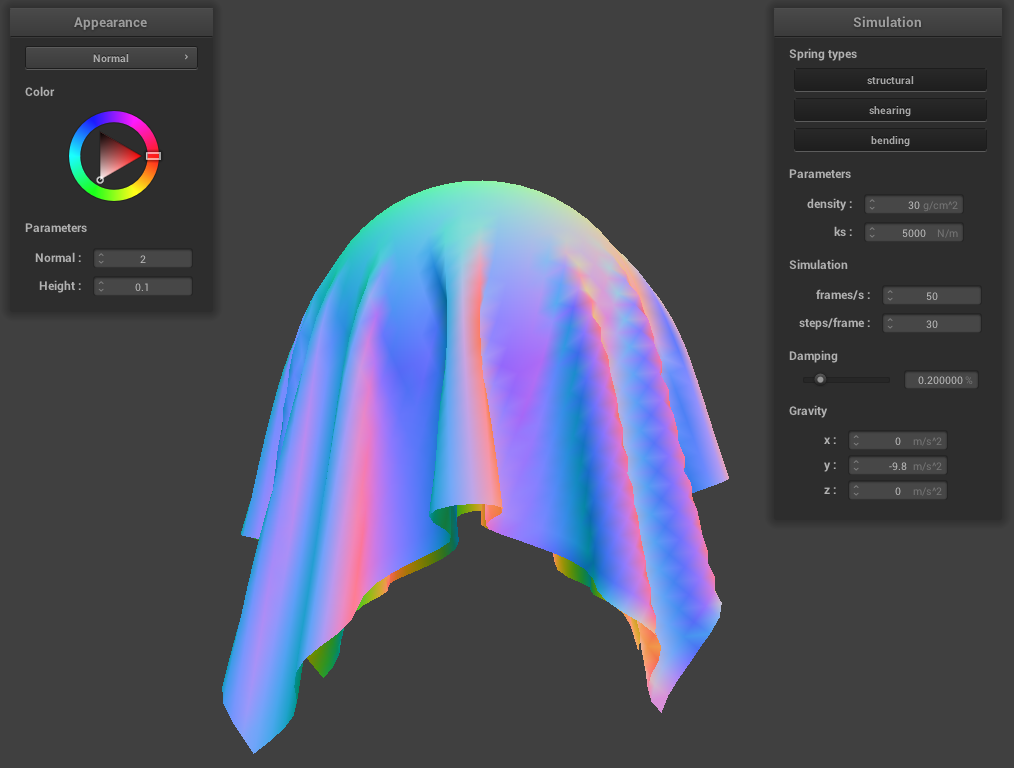 Appearance
Normal
Color
Parameters
Normal : 2
Height : 0.1
Simulation
Spring types
structural
shearing
bending
Parameters
density : 30 g/cm^2
ks : 5000 N/m
Simulation
frames/s : 50
steps/frame : 30
Damping
0.200000 %
Gravity
x : 0 m/s^2
y : -9.8 m/s^2
z : 0 m/s^2